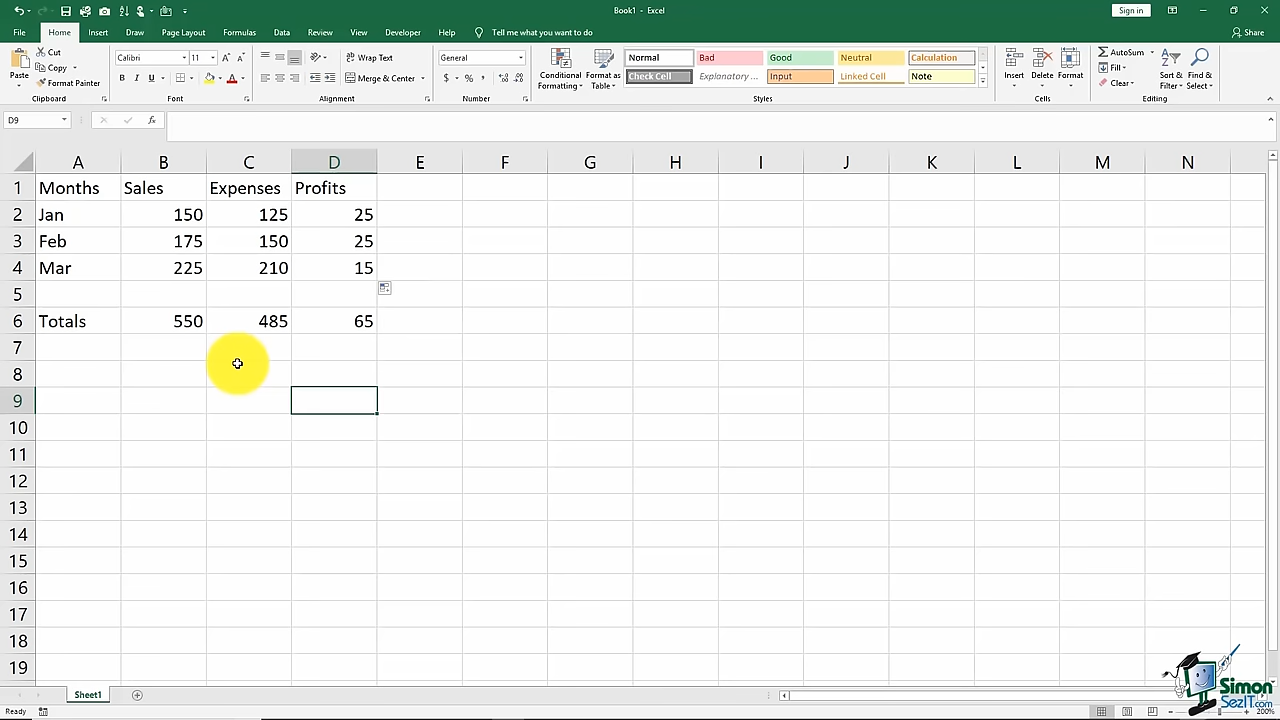 Book1 - Excel
Sign in
File Home Insert Draw Page Layout Formulas Data Review View Developer Help Tell me what you want to do Share
Paste
Cut
Copy
Format Painter
Clipboard
Calibri 11
B I U
Font
Wrap Text
Merge & Center
Alignment
General
$ % ,
Number
Conditional Formatting
Format as Table
Normal Bad Good Neutral Calculation
Check Cell Explanatory ... Input Linked Cell Note
Styles
Insert Delete Format
Cells
AutoSum
Fill
Clear
Sort & Filter
Find & Select
Editing
D9 fx
A B C D E F G H I J K L M N
1 Months Sales Expenses Profits
2 Jan 150 125 25
3 Feb 175 150 25
4 Mar 225 210 15
5
6 Totals 550 485 65
7
8
9
10
11
12
13
14
15
16
17
18
19
Sheet1
Ready
200%
Simon
SezIT.com